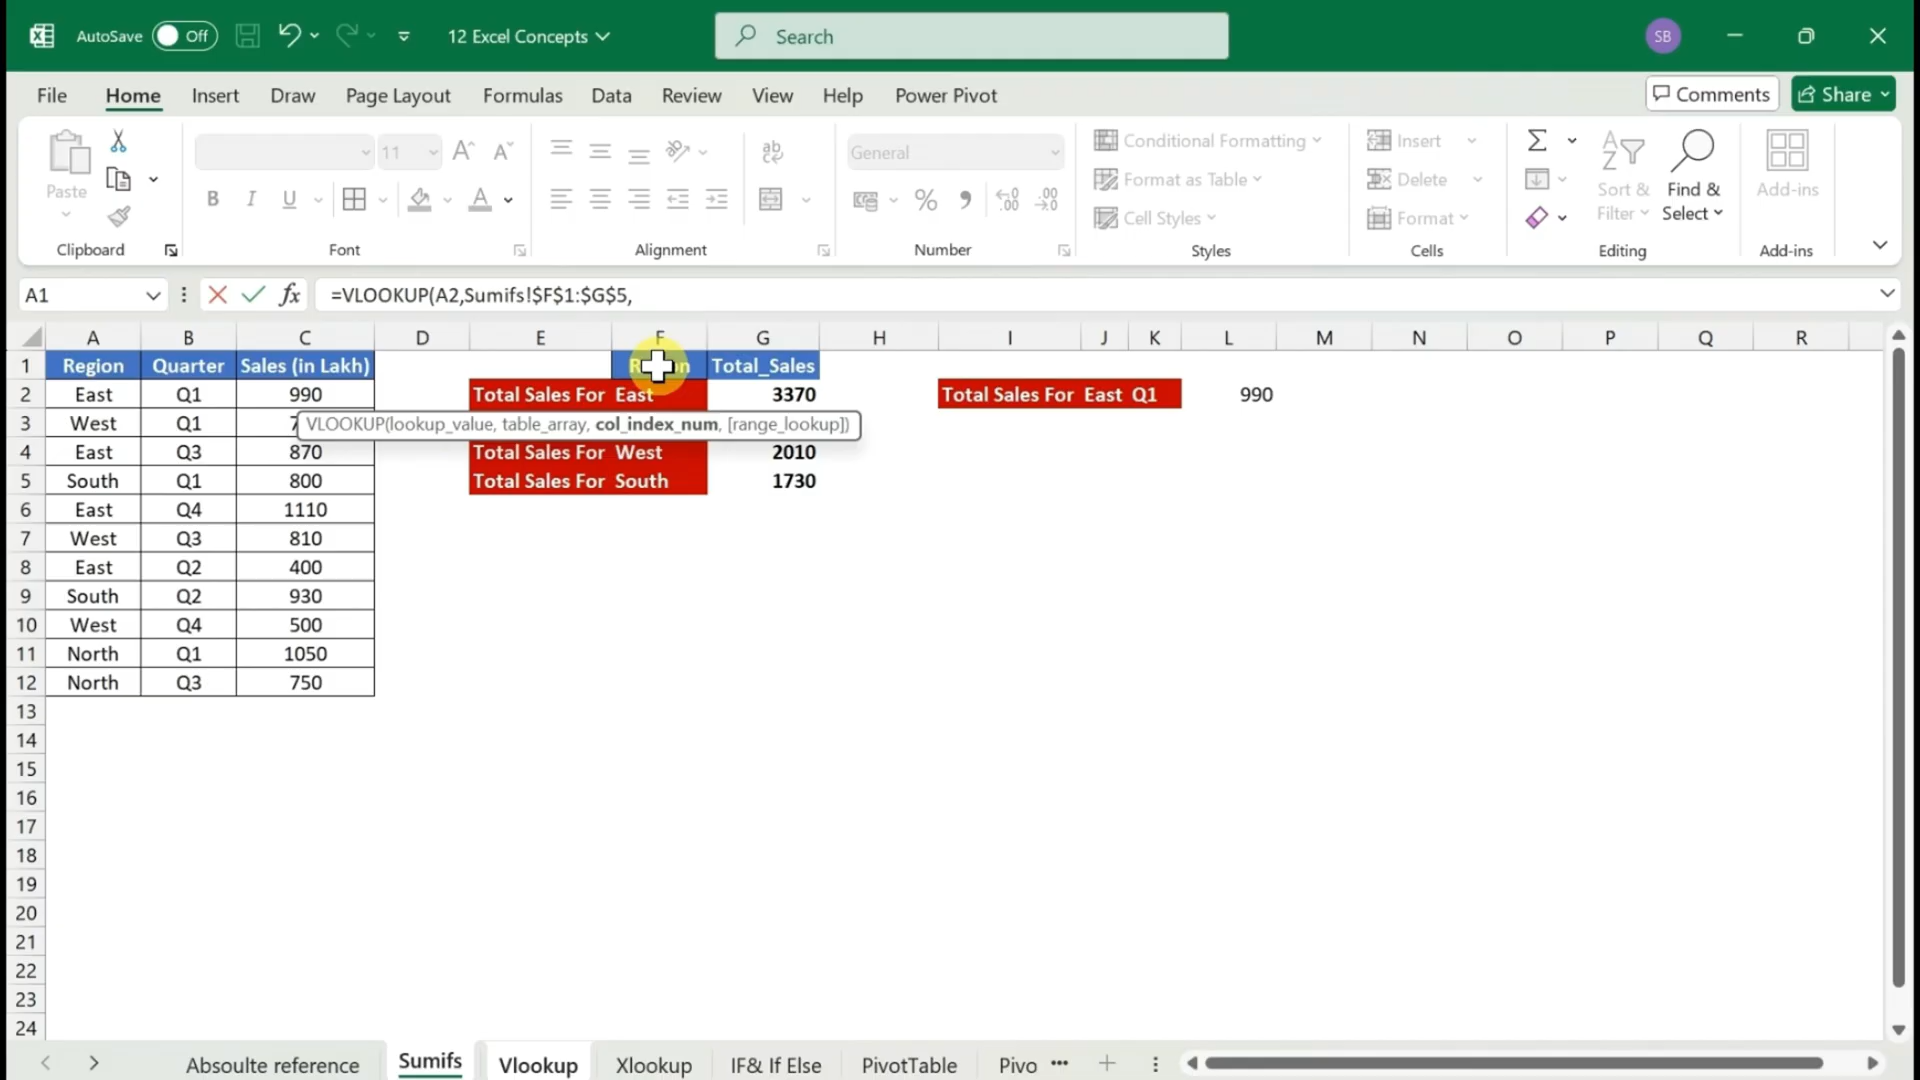 AutoSave Off 12 Excel Concepts Search SB
File Home Insert Draw Page Layout Formulas Data Review View Help Power Pivot Comments Share
Paste
Clipboard
11
B I U A
Font
ab
Alignment
General
%
Number
Conditional Formatting
Format as Table
Cell Styles
Styles
Insert
Delete
Format
Cells
Sort & Filter
Find & Select
Editing
Add-ins
Add-ins
A1 fx =VLOOKUP(A2,Sumifs!$F$1:$G$5,
A B C D E F G H I J K L M N O P Q R
1 Region Quarter Sales (in Lakh) Total_Sales
2 East Q1 990 Total Sales For East 3370 Total Sales For East Q1 990
3 West Q1 7 VLOOKUP(lookup_value, table_array, col_index_num, [range_lookup])
4 East Q3 870 Total Sales For West 2010
5 South Q1 800 Total Sales For South 1730
6 East Q4 1110
7 West Q3 810
8 East Q2 400
9 South Q2 930
10 West Q4 500
11 North Q1 1050
12 North Q3 750
13
14
15
16
17
18
19
20
21
22
23
24
Absoulte reference Sumifs Vlookup Xlookup IF& If Else PivotTable Pivo